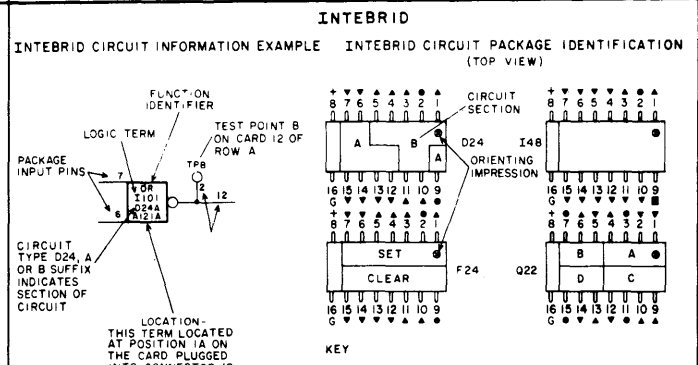 INTEBRID
INTEBRID CIRCUIT INFORMATION EXAMPLE
FUNCTION
IDENTIFIER
LOGIC TERM
TEST POINT B
ON CARD 12 OF
ROW A
TPB
PACKAGE
INPUT PINS
7
OR
I101
D24A
A121A
2
12
6
CIRCUIT
TYPE D24, A
OR B SUFFIX
INDICATES
SECTION OF
CIRCUIT
LOCATION-
THIS TERM LOCATED
AT POSITION 1A ON
THE CARD PLUGGED
INTEBRID CIRCUIT PACKAGE IDENTIFICATION
(TOP VIEW)
+ ▼ ▼ ▲ ▲ ▲ ● ▲
8 7 6 5 4 3 2 1
A B A
D24
16 15 14 13 12 11 10 9
G ▼ ▼ ▼ ▼ ▲ ▲ ●
CIRCUIT
SECTION
ORIENTING
IMPRESSION
8 7 6 5 4 3 2 1
I48
16 15 14 13 12 11 10 9
G
8 7 6 5 4 3 2 1
SET
CLEAR
F24
16 15 14 13 12 11 10 9
G
8 7 6 5 4 3 2 1
B A
D C
Q22
16 15 14 13 12 11 10 9
G
KEY